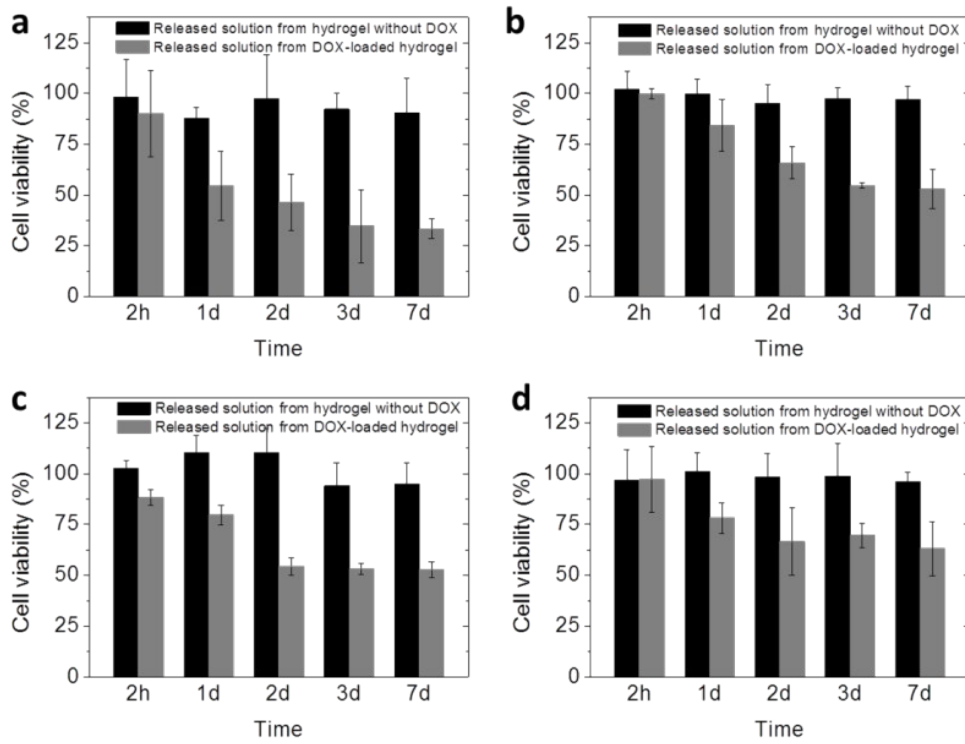 a
Released solution from hydrogel without DOX
Released solution from DOX-loaded hydrogel
125
100
75
50
25
0
Cell viability (%)
2h 1d 2d 3d 7d
Time
b
Released solution from hydrogel without DOX
Released solution from DOX-loaded hydrogel
125
100
75
50
25
0
Cell viability (%)
2h 1d 2d 3d 7d
Time
c
Released solution from hydrogel without DOX
Released solution from DOX-loaded hydrogel
125
100
75
50
25
0
Cell viability (%)
2h 1d 2d 3d 7d
Time
d
Released solution from hydrogel without DOX
Released solution from DOX-loaded hydrogel
125
100
75
50
25
0
Cell viability (%)
2h 1d 2d 3d 7d
Time